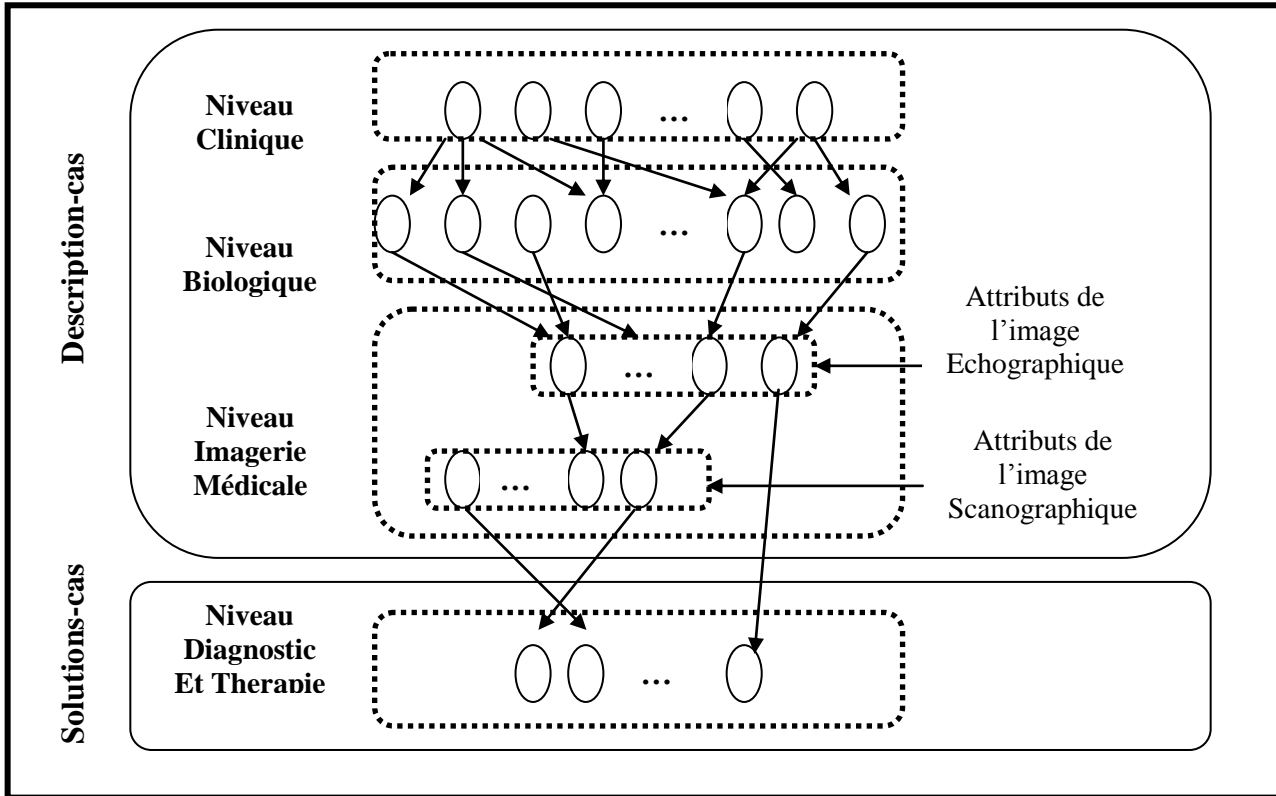 Description-cas
Niveau
Clinique
...
Niveau
Biologique
...
Niveau
Imagerie
Médicale
...
...
Attributs de
l’image
Echographique
Attributs de
l’image
Scanographique
Solutions-cas
Niveau
Diagnostic
Et Therapie
...